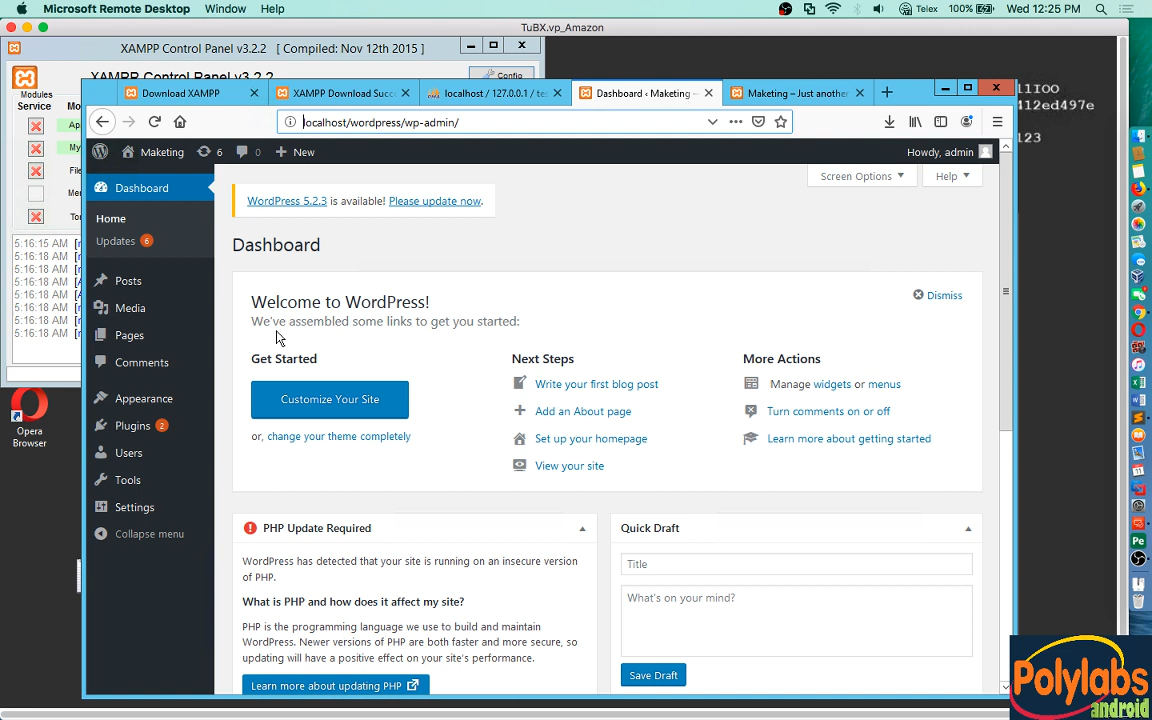 Microsoft Remote Desktop Window Help
Telex 100% Wed 12:25 PM
TuBX.vp_Amazon
XAMPP Control Panel v3.2.2 [ Compiled: Nov 12th 2015 ]
XAMPP Control Panel v3.2.2
Config
Modules
Service
Download XAMPP
XAMPP Download Succ
localhost / 127.0.0.1 / te
Dashboard ‹ Maketing —
Maketing – Just another
412ed497e
123
localhost/wordpress/wp-admin/
Maketing 6 0 New
Howdy, admin
Dashboard
Home
Updates 6
Posts
Media
Pages
Comments
Appearance
Plugins 2
Users
Tools
Settings
Collapse menu
5:16:15 AM
5:16:18 AM
5:16:18 AM
5:16:18 AM
5:16:18 AM
5:16:18 AM
5:16:18 AM
5:16:18 AM
Opera
Browser
Screen Options Help
WordPress 5.2.3 is available! Please update now.
Dashboard
Welcome to WordPress!
Dismiss
We've assembled some links to get you started:
Get Started
Customize Your Site
or, change your theme completely
Next Steps
Write your first blog post
Add an About page
Set up your homepage
View your site
More Actions
Manage widgets or menus
Turn comments on or off
Learn more about getting started
PHP Update Required
WordPress has detected that your site is running on an insecure version
of PHP.
What is PHP and how does it affect my site?
PHP is the programming language we use to build and maintain
WordPress. Newer versions of PHP are both faster and more secure, so
updating will have a positive effect on your site's performance.
Learn more about updating PHP
Quick Draft
Title
What's on your mind?
Save Draft
Polylabs
android